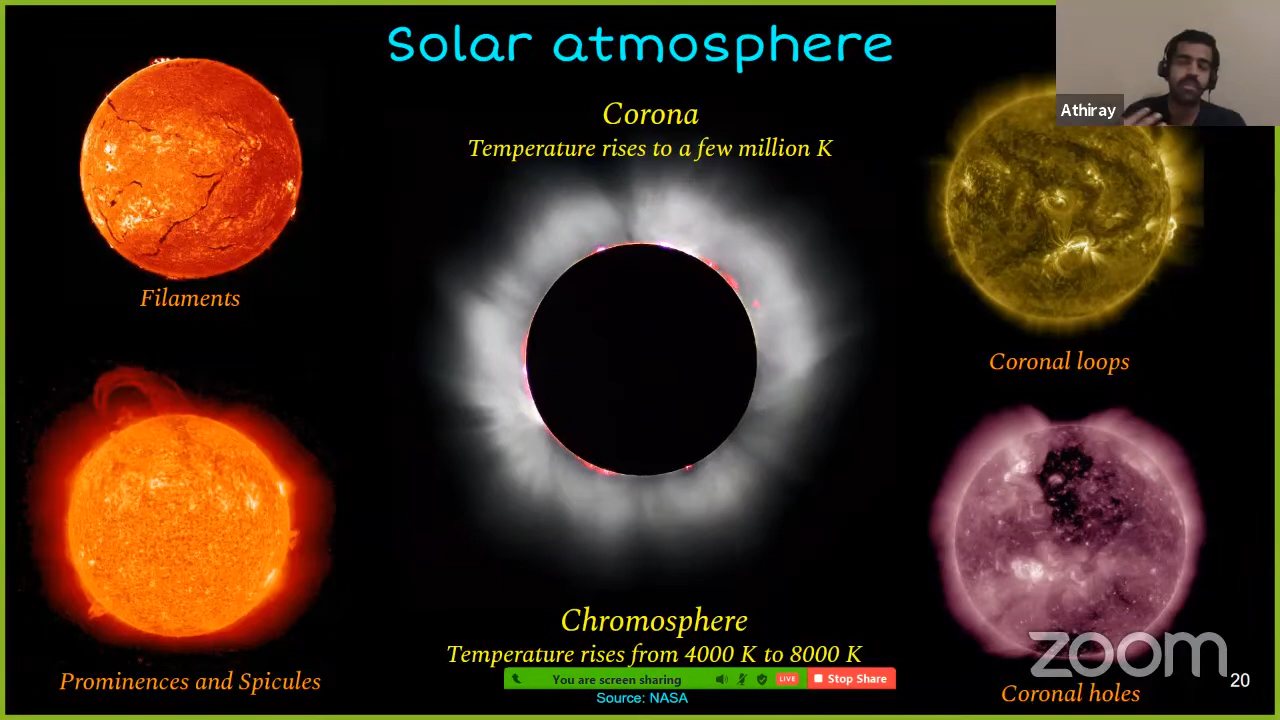 Solar atmosphere
Athiray
Corona
Temperature rises to a few million K
Filaments
Coronal loops
Chromosphere
Temperature rises from 4000 K to 8000 K
You are screen sharing
LIVE
Stop Share
Source: NASA
Prominences and Spicules
Coronal holes
zoom
20